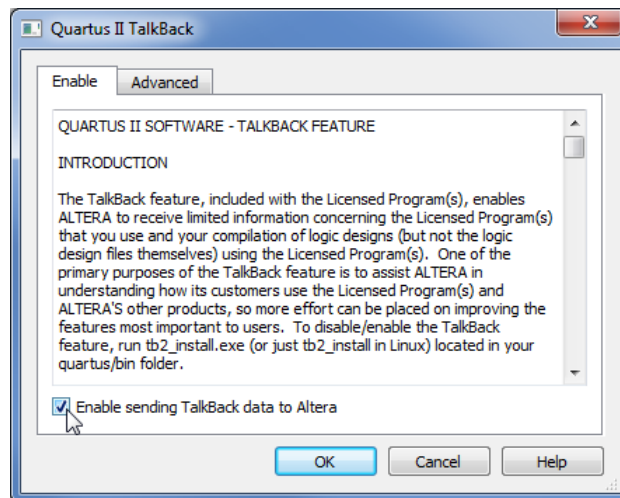 Quartus II TalkBack
Enable
Advanced
QUARTUS II SOFTWARE - TALKBACK FEATURE
INTRODUCTION
The TalkBack feature, included with the Licensed Program(s), enables
ALTERA to receive limited information concerning the Licensed Program(s)
that you use and your compilation of logic designs (but not the logic
design files themselves) using the Licensed Program(s).  One of the
primary purposes of the TalkBack feature is to assist ALTERA in
understanding how its customers use the Licensed Program(s) and
ALTERA'S other products, so more effort can be placed on improving the
features most important to users.  To disable/enable the TalkBack
feature, run tb2_install.exe (or just tb2_install in Linux) located in your
quartus/bin folder.
Enable sending TalkBack data to Altera
OK
Cancel
Help